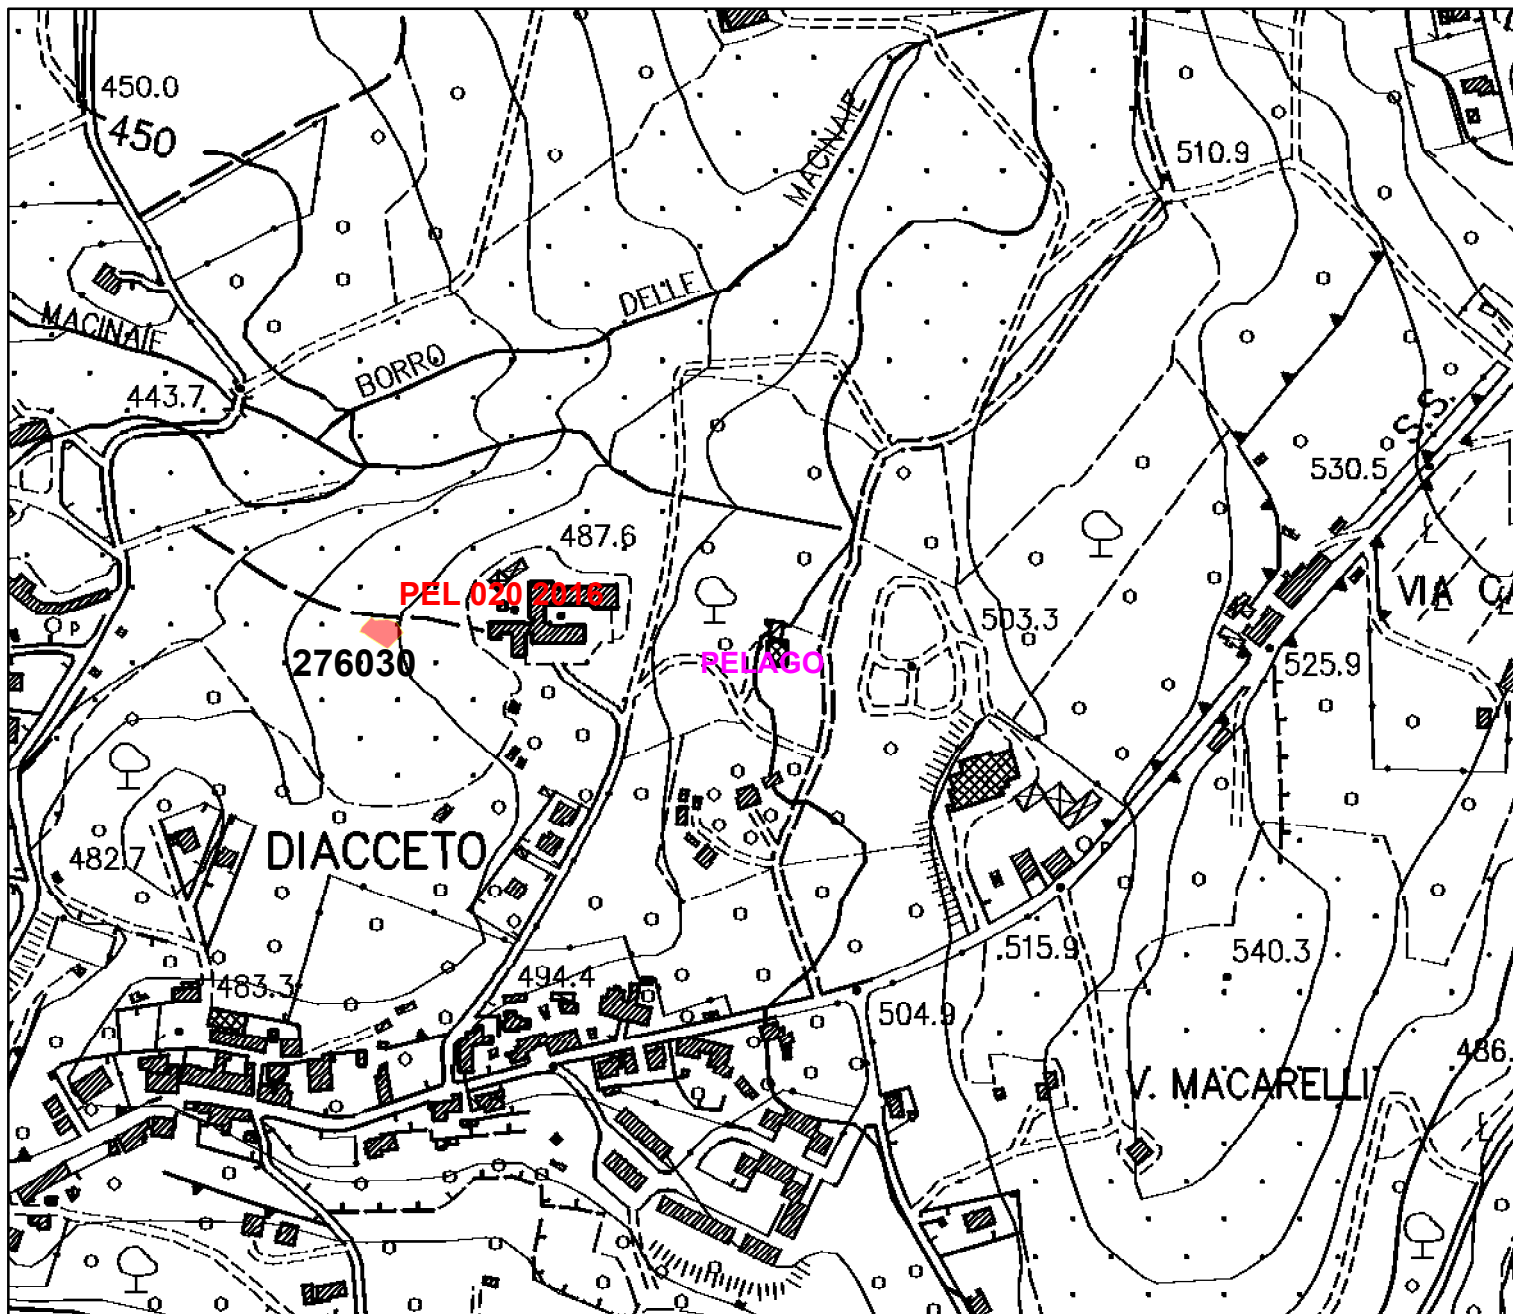 450.0
450
MACINAIE
510.9
DELLE
MACINAIE
BORRO
443.7
S.S.
530.5
487.6
PEL 020 2016
VIA CA
503.3
276030
PELAGO
525.9
P
DIACCETO
482.7
P
515.9
540.3
483.3
494.4
504.9
486.
V. MACARELLI